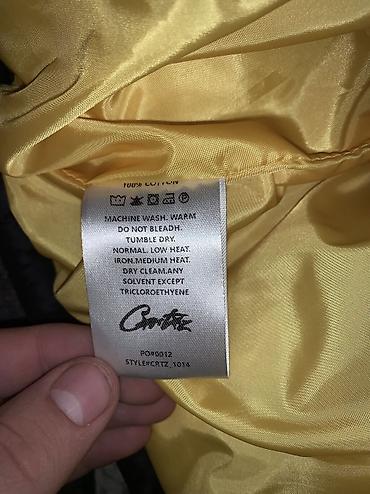 100% COTTON
MACHINE WASH. WARM
DO NOT BLEADH.
TUMBLE DRY.
NORMAL. LOW HEAT.
IRON.MEDIUM HEAT.
DRY CLEAM.ANY
SOLVENT EXCEPT
TRICLOROETHYENE
Crtz
PO#0012
STYLE#CRTZ_1014